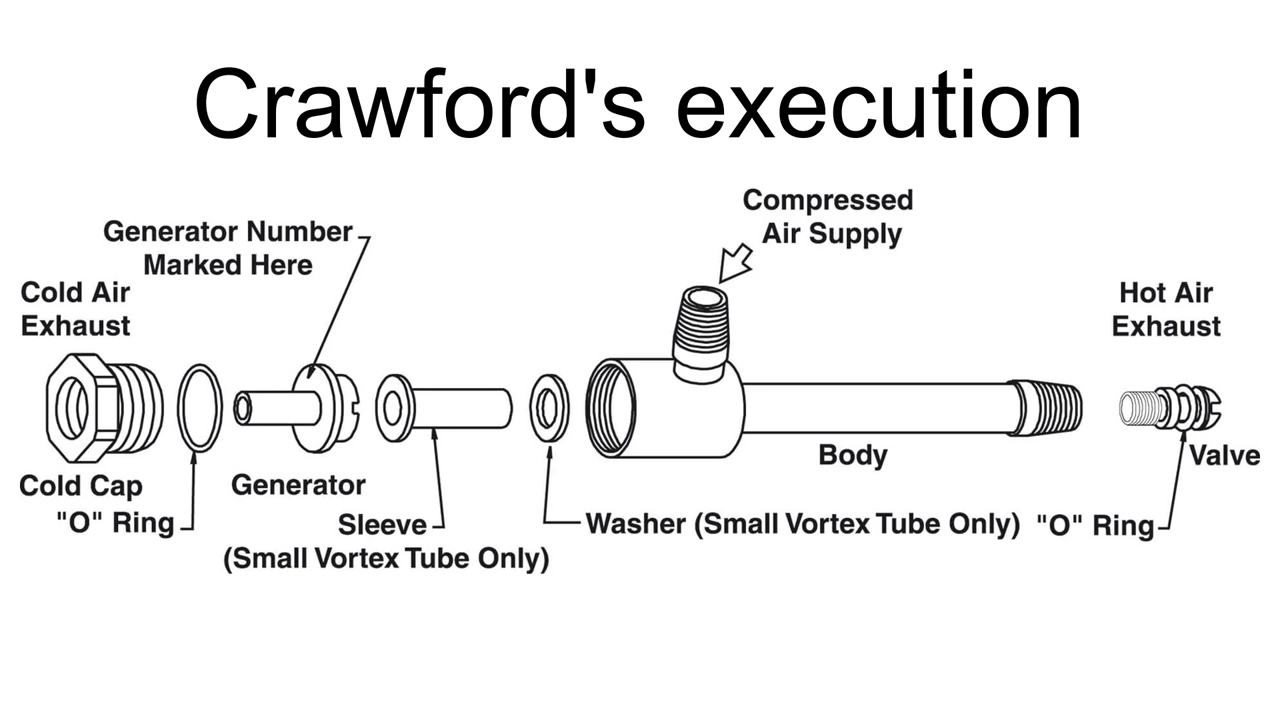 Crawford's execution
Compressed
Air Supply
Generator Number
Marked Here
Cold Air
Exhaust
Hot Air
Exhaust
Body
Valve
Cold Cap
Generator
"O" Ring
Sleeve
(Small Vortex Tube Only)
Washer (Small Vortex Tube Only)
"O" Ring